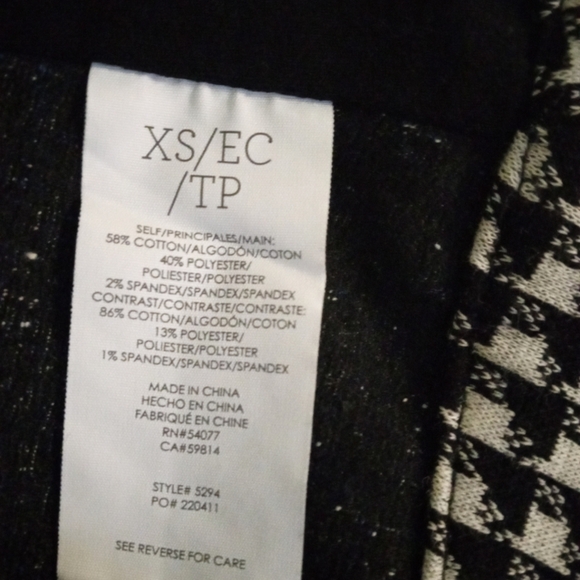 XS/EC
/TP
SELF/PRINCIPALES/MAIN:
58% COTTON/ALGODÓN/COTON
40% POLYESTER/
POLIESTER/POLYESTER
2% SPANDEX/SPANDEX/SPANDEX
CONTRAST/CONTRASTE/CONTRASTE:
86% COTTON/ALGODÓN/COTON
13% POLYESTER/
POLIESTER/POLYESTER
1% SPANDEX/SPANDEX/SPANDEX
MADE IN CHINA
HECHO EN CHINA
FABRIQUÉ EN CHINE
RN#54077
CA#59814
STYLE# 5294
PO# 220411
SEE REVERSE FOR CARE